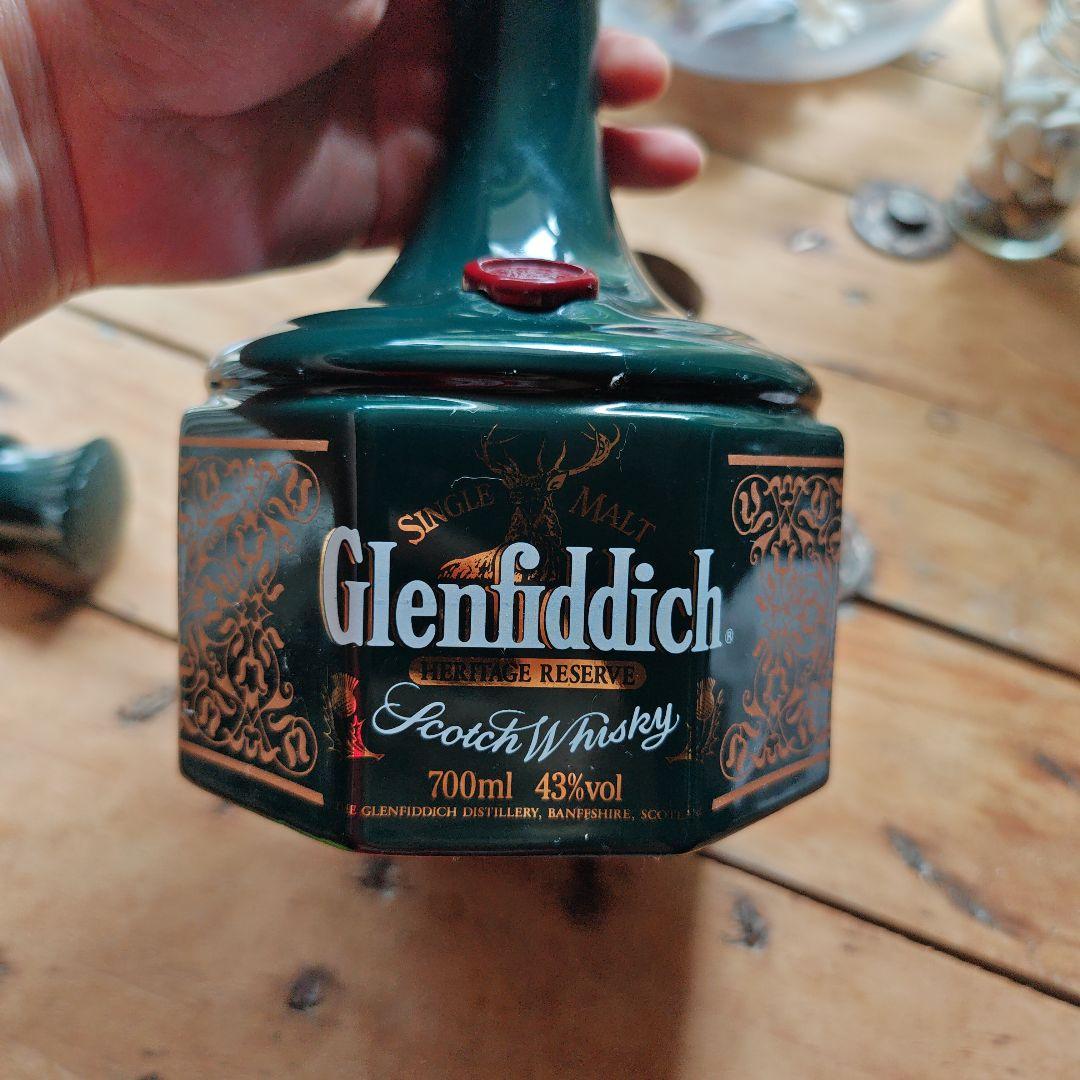 SINGLE MALT
Glenfiddich®
HERITAGE RESERVE
Scotch Whisky
700ml 43%vol
GLENFIDDICH DISTILLERY, BANFFSHIRE,